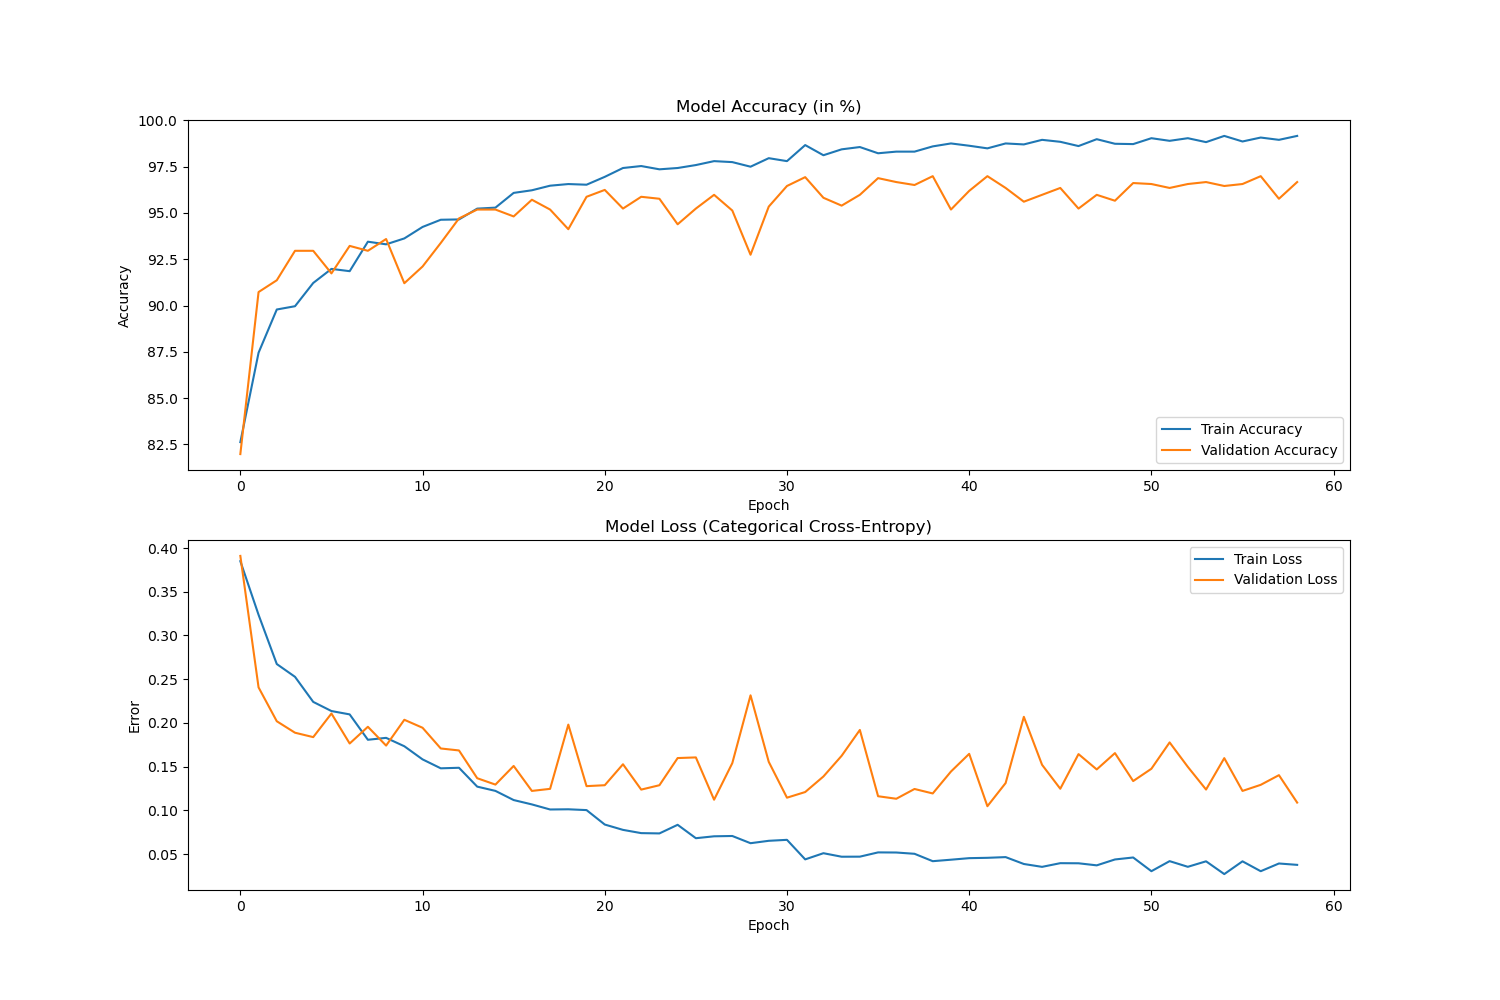 Model Accuracy (in %)
100.0
97.5
95.0
92.5
90.0
87.5
85.0
82.5
Accuracy
Train Accuracy
Validation Accuracy
0 10 20 30 40 50 60
Epoch
Model Loss (Categorical Cross-Entropy)
0.40
0.35
0.30
0.25
0.20
0.15
0.10
0.05
Error
Train Loss
Validation Loss
0 10 20 30 40 50 60
Epoch